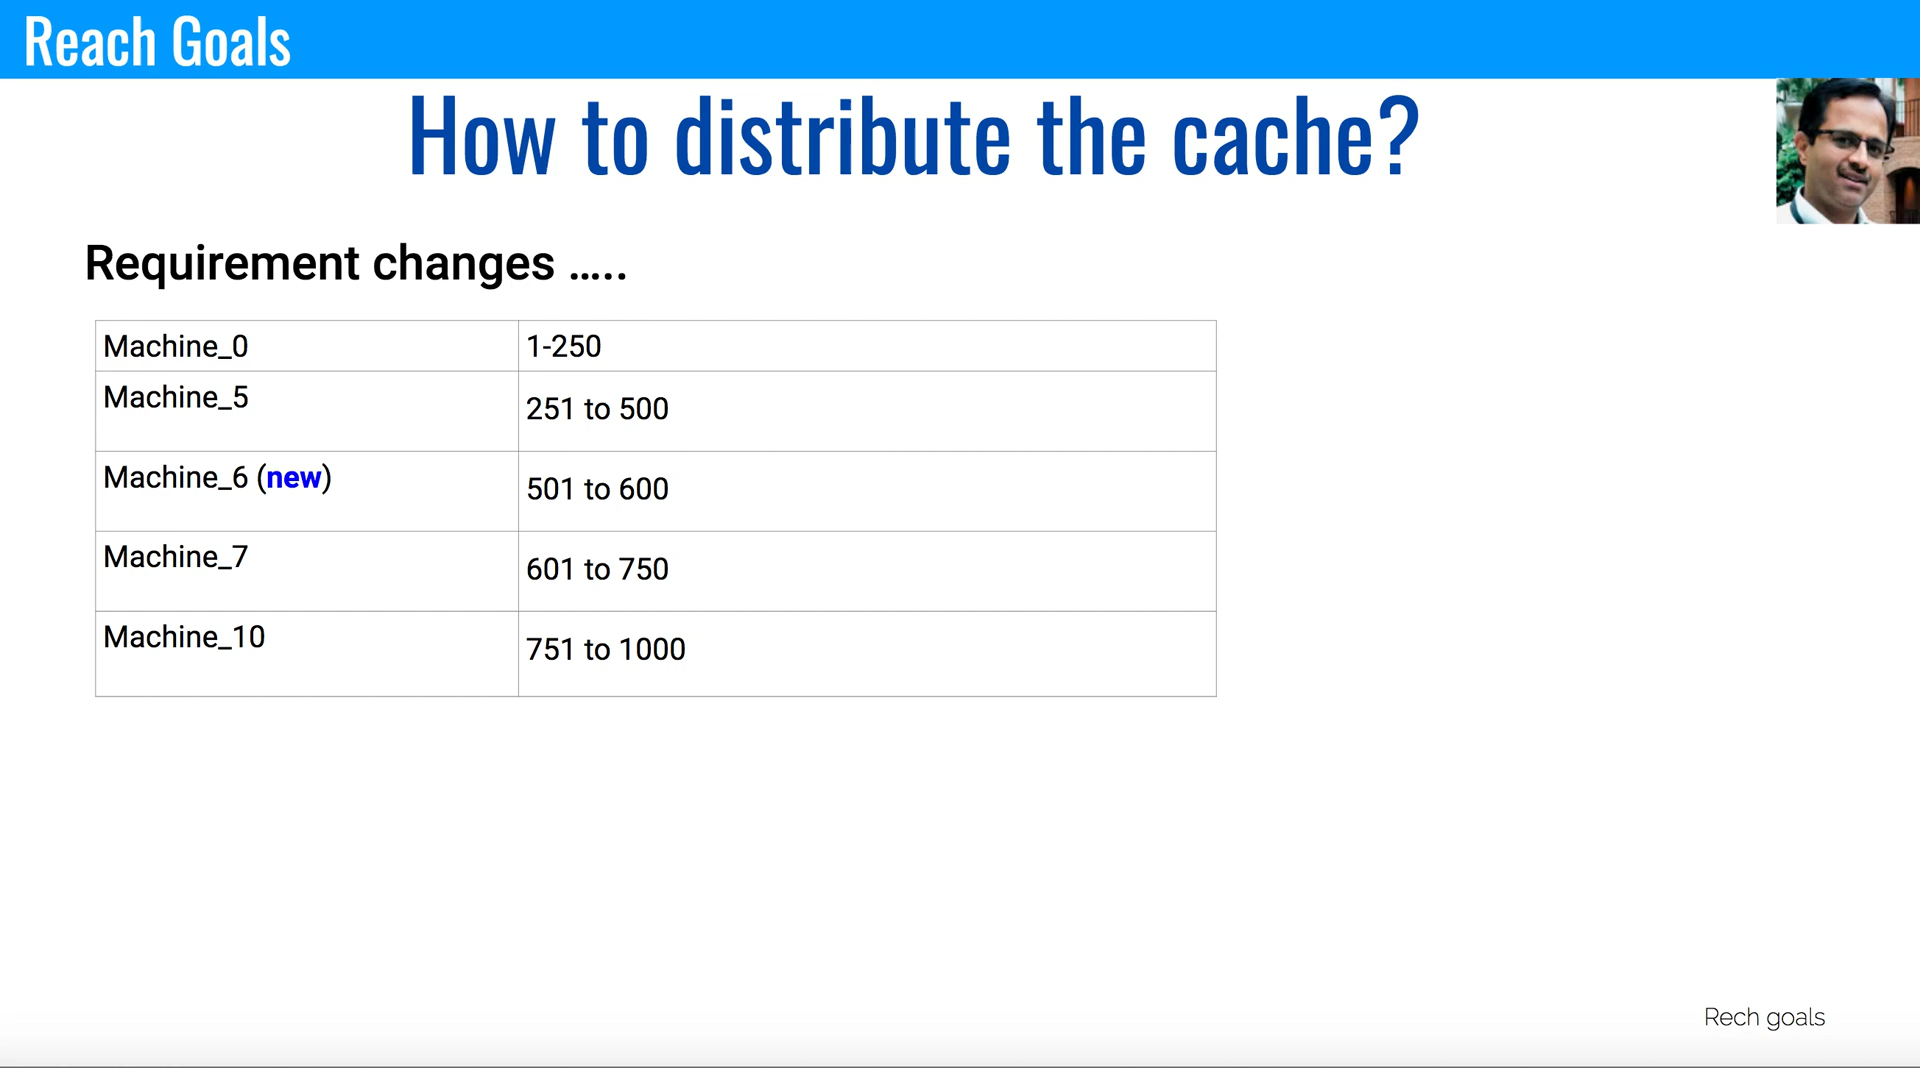 Reach Goals
How to distribute the cache?
Requirement changes …..
Machine_0 1-250
Machine_5 251 to 500
Machine_6 (new) 501 to 600
Machine_7 601 to 750
Machine_10 751 to 1000
Rech goals